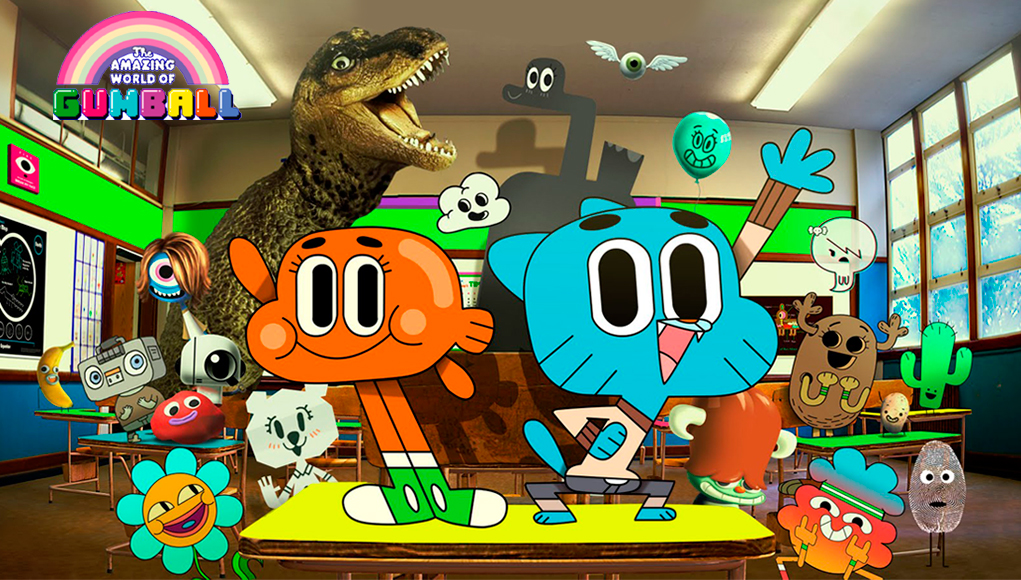 The
AMAZING
WORLD OF
GUMBALL